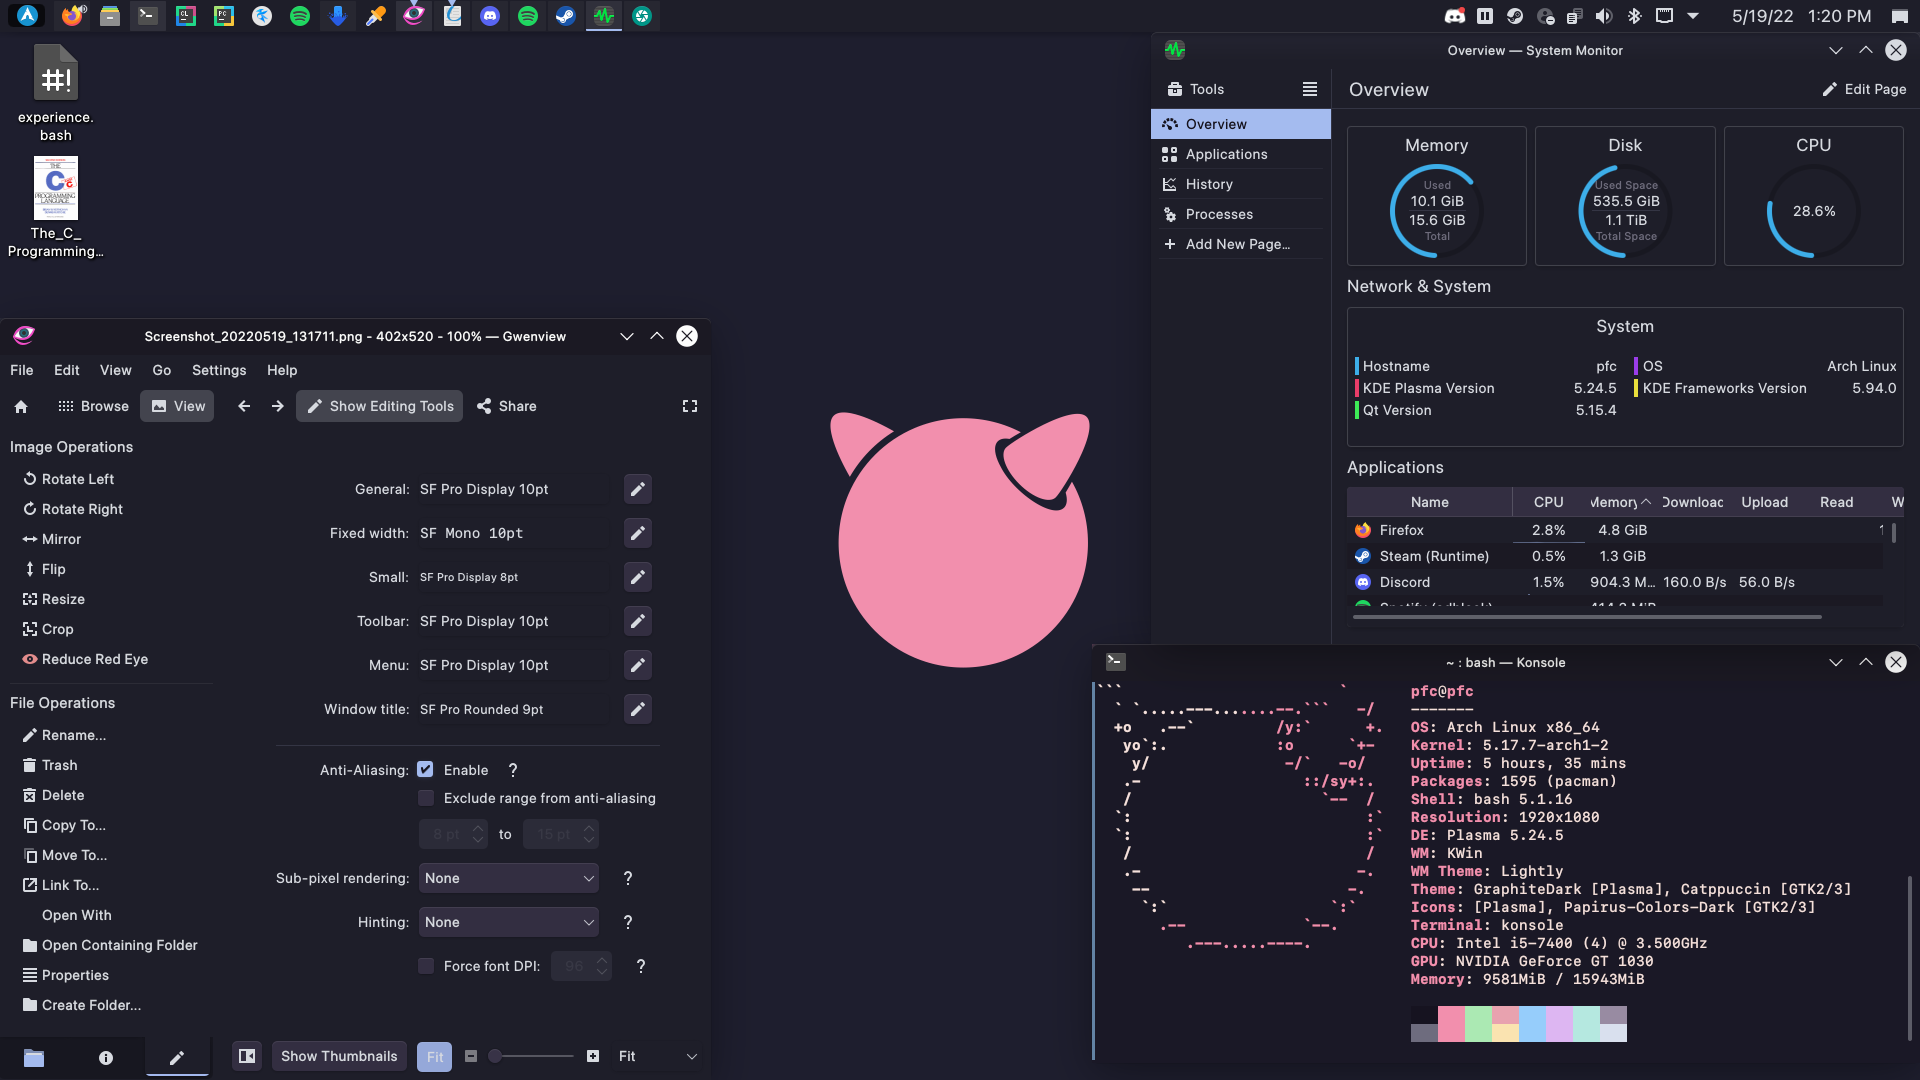 5/19/22 1:20 PM
experience.
bash
THE
C
PROGRAMMING
LANGUAGE
The_C_
Programming…
Overview — System Monitor
Tools
Overview
Edit Page
Overview
Applications
History
Processes
Add New Page…
Memory
Used
10.1 GiB
15.6 GiB
Total
Disk
Used Space
535.5 GiB
1.1 TiB
Total Space
CPU
28.6%
Network & System
System
Hostname pfc OS Arch Linux
KDE Plasma Version 5.24.5 KDE Frameworks Version 5.94.0
Qt Version 5.15.4
Applications
Name CPU Memory Download Upload Read W
Firefox 2.8% 4.8 GiB 1
Steam (Runtime) 0.5% 1.3 GiB
Discord 1.5% 904.3 M… 160.0 B/s 56.0 B/s
Screenshot_20220519_131711.png - 402x520 - 100% — Gwenview
File Edit View Go Settings Help
Browse View Show Editing Tools Share
Image Operations
Rotate Left
Rotate Right
Mirror
Flip
Resize
Crop
Reduce Red Eye
File Operations
Rename...
Trash
Delete
Copy To...
Move To...
Link To...
Open With
Open Containing Folder
Properties
Create Folder...
General: SF Pro Display 10pt
Fixed width: SF Mono 10pt
Small: SF Pro Display 8pt
Toolbar: SF Pro Display 10pt
Menu: SF Pro Display 10pt
Window title: SF Pro Rounded 9pt
Anti-Aliasing: Enable ?
Exclude range from anti-aliasing
8 pt to 15 pt
Sub-pixel rendering: None ?
Hinting: None ?
Force font DPI: 96 ?
Show Thumbnails Fit Fit
~ : bash — Konsole
pfc@pfc
-------
OS: Arch Linux x86_64
Kernel: 5.17.7-arch1-2
Uptime: 5 hours, 35 mins
Packages: 1595 (pacman)
Shell: bash 5.1.16
Resolution: 1920x1080
DE: Plasma 5.24.5
WM: KWin
WM Theme: Lightly
Theme: GraphiteDark [Plasma], Catppuccin [GTK2/3]
Icons: [Plasma], Papirus-Colors-Dark [GTK2/3]
Terminal: konsole
CPU: Intel i5-7400 (4) @ 3.500GHz
GPU: NVIDIA GeForce GT 1030
Memory: 9581MiB / 15943MiB